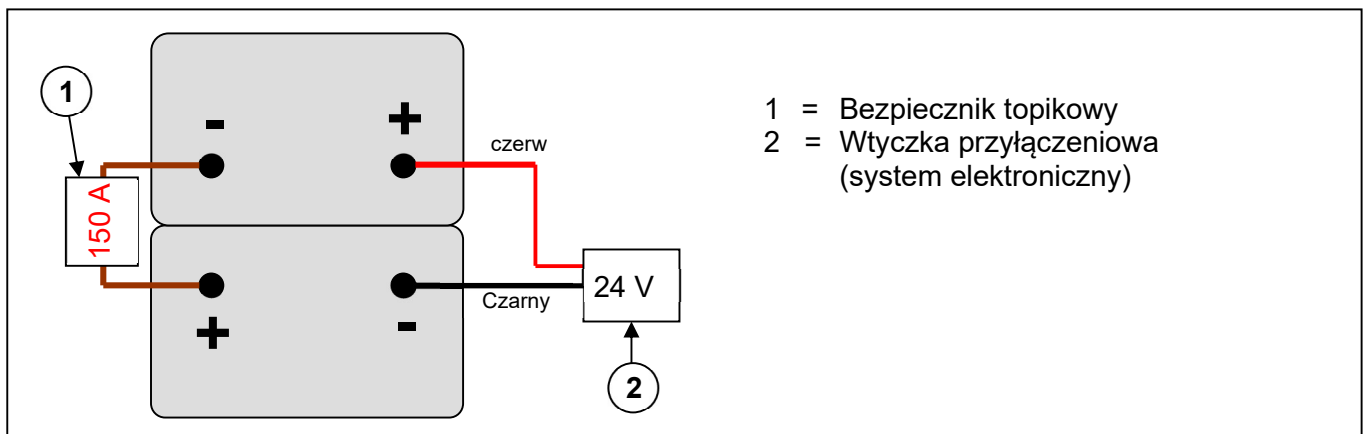 1
150 A
-
+
+
-
czerw
Czarny
24 V
2
1 = Bezpiecznik topikowy
2 = Wtyczka przyłączeniowa
(system elektroniczny)